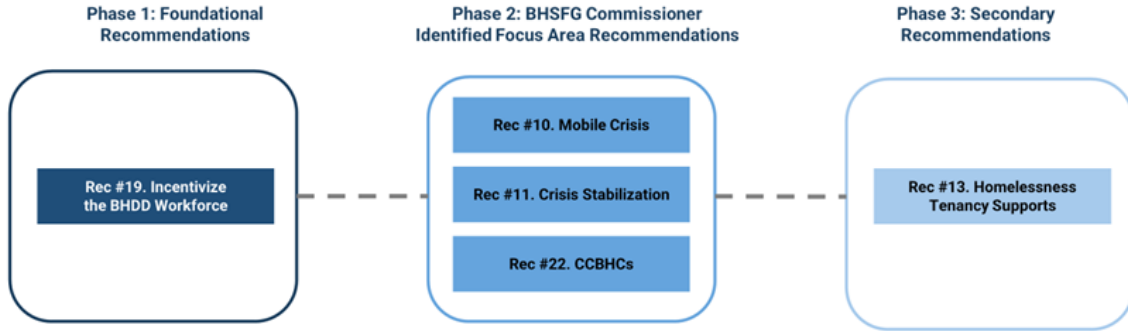 Phase 1: Foundational
Recommendations
Phase 2: BHSFG Commissioner
Identified Focus Area Recommendations
Phase 3: Secondary
Recommendations
Rec #19. Incentivize
the BHDD Workforce
Rec #10. Mobile Crisis
Rec #11. Crisis Stabilization
Rec #22. CCBHCs
Rec #13. Homelessness
Tenancy Supports